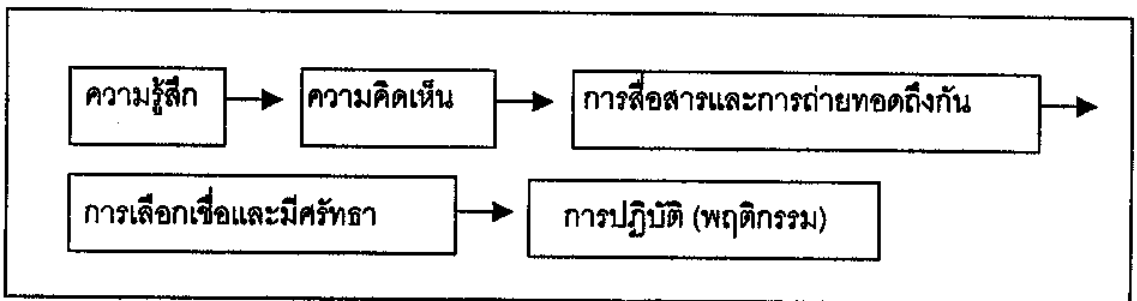 ความรู้สึก ความคิดเห็น การสื่อสารและการถ่ายทอดถึงกัน
การเลือกเชื่อและมีศรัทธา การปฏิบัติ (พฤติกรรม)